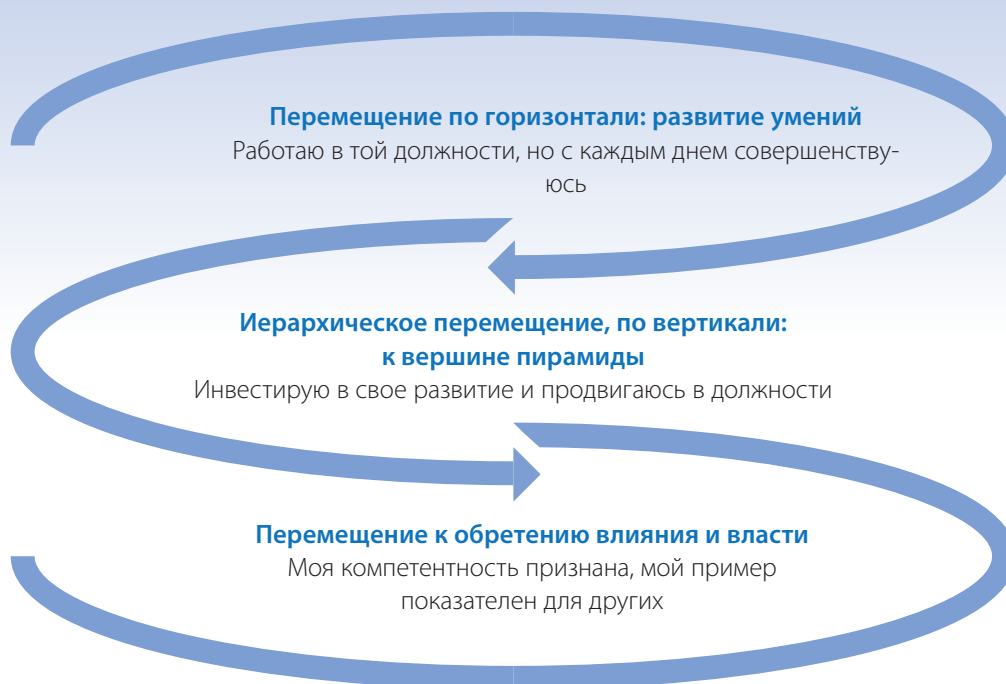 Перемещение по горизонтали: развитие умений
Работаю в той должности, но с каждым днем совершенству-
юсь
Иерархическое перемещение, по вертикали:
к вершине пирамиды
Инвестирую в свое развитие и продвигаюсь в должности
Перемещение к обретению влияния и власти
Моя компетентность признана, мой пример
показателен для других